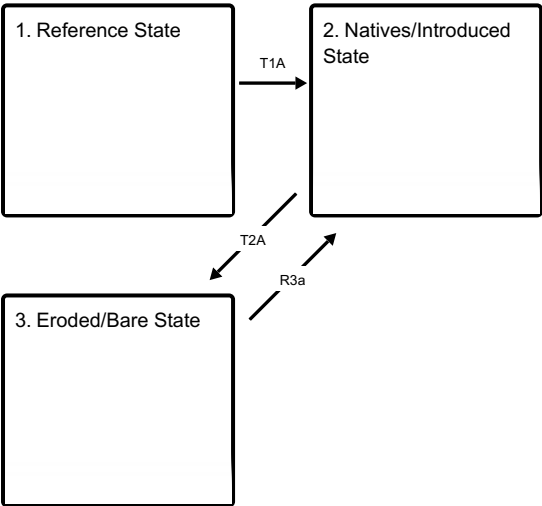 1. Reference State
T1A
2. Natives/Introduced
State
T2A
R3a
3. Eroded/Bare State